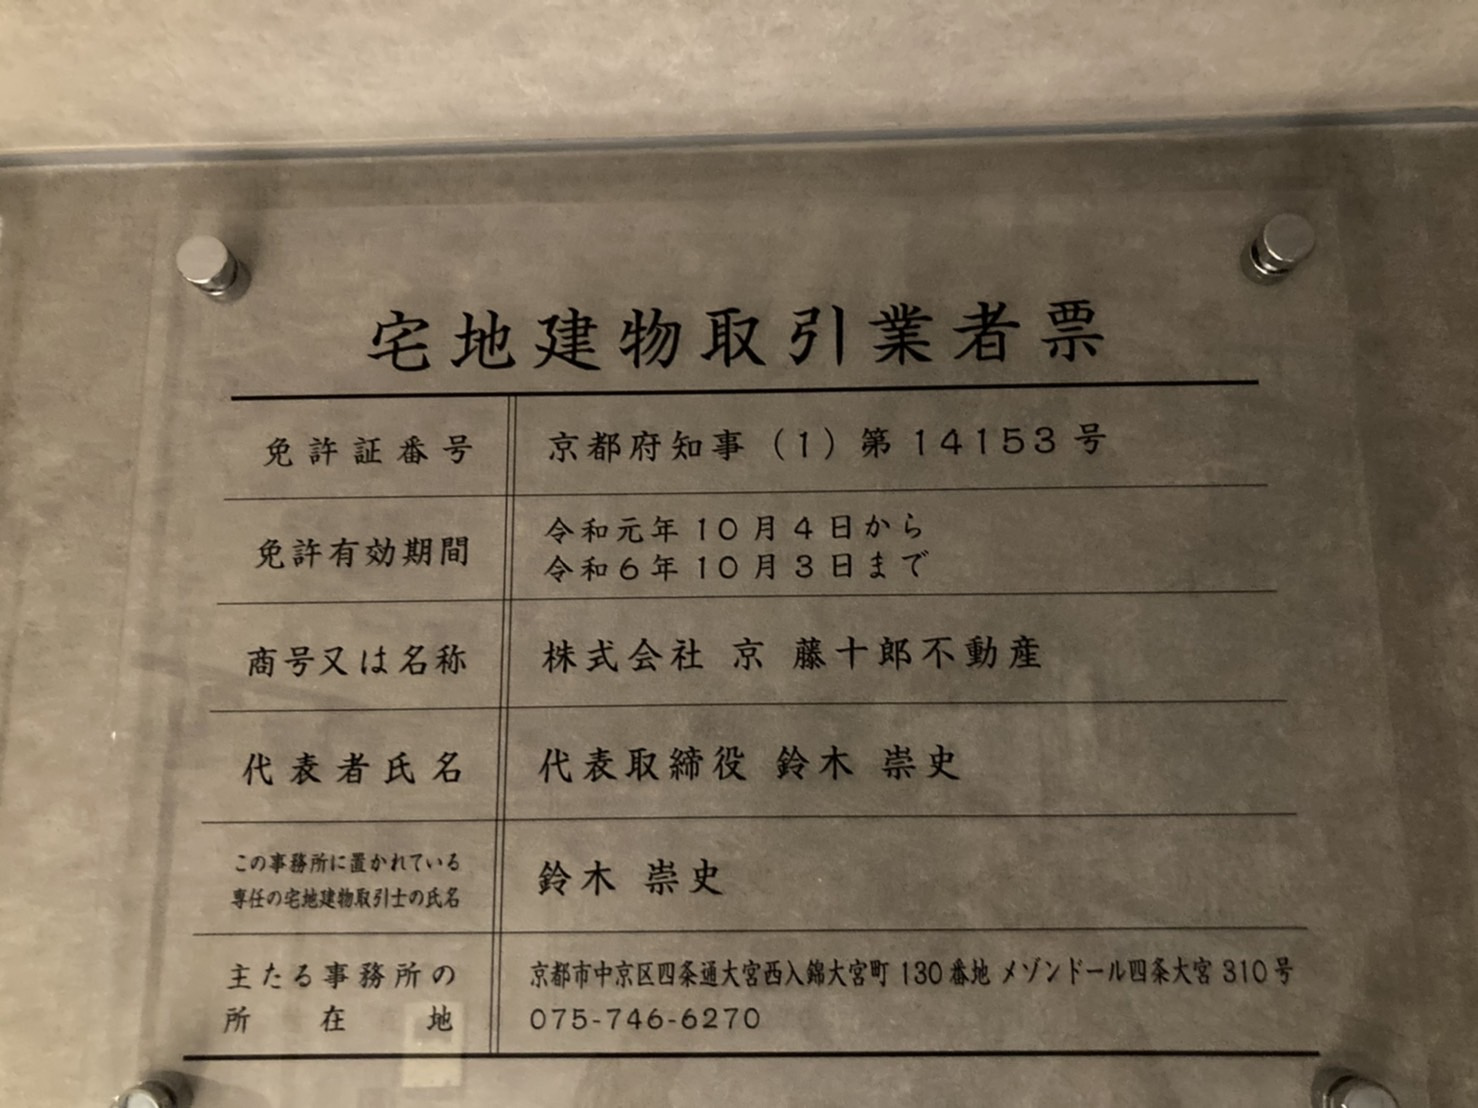 宅地建物取引業者票
免許証番号 京都府知事（1）第14153号
免許有効期間 令和元年10月4日から
令和6年10月3日まで
商号又は名称 株式会社 京 藤十郎不動産
代表者氏名 代表取締役 鈴木 崇史
この事務所に置かれている
専任の宅地建物取引士の氏名 鈴木 崇史
主たる事務所の 京都市中京区四条通大宮西入錦大宮町130番地 メゾンドール四条大宮310号
所在地 075-746-6270